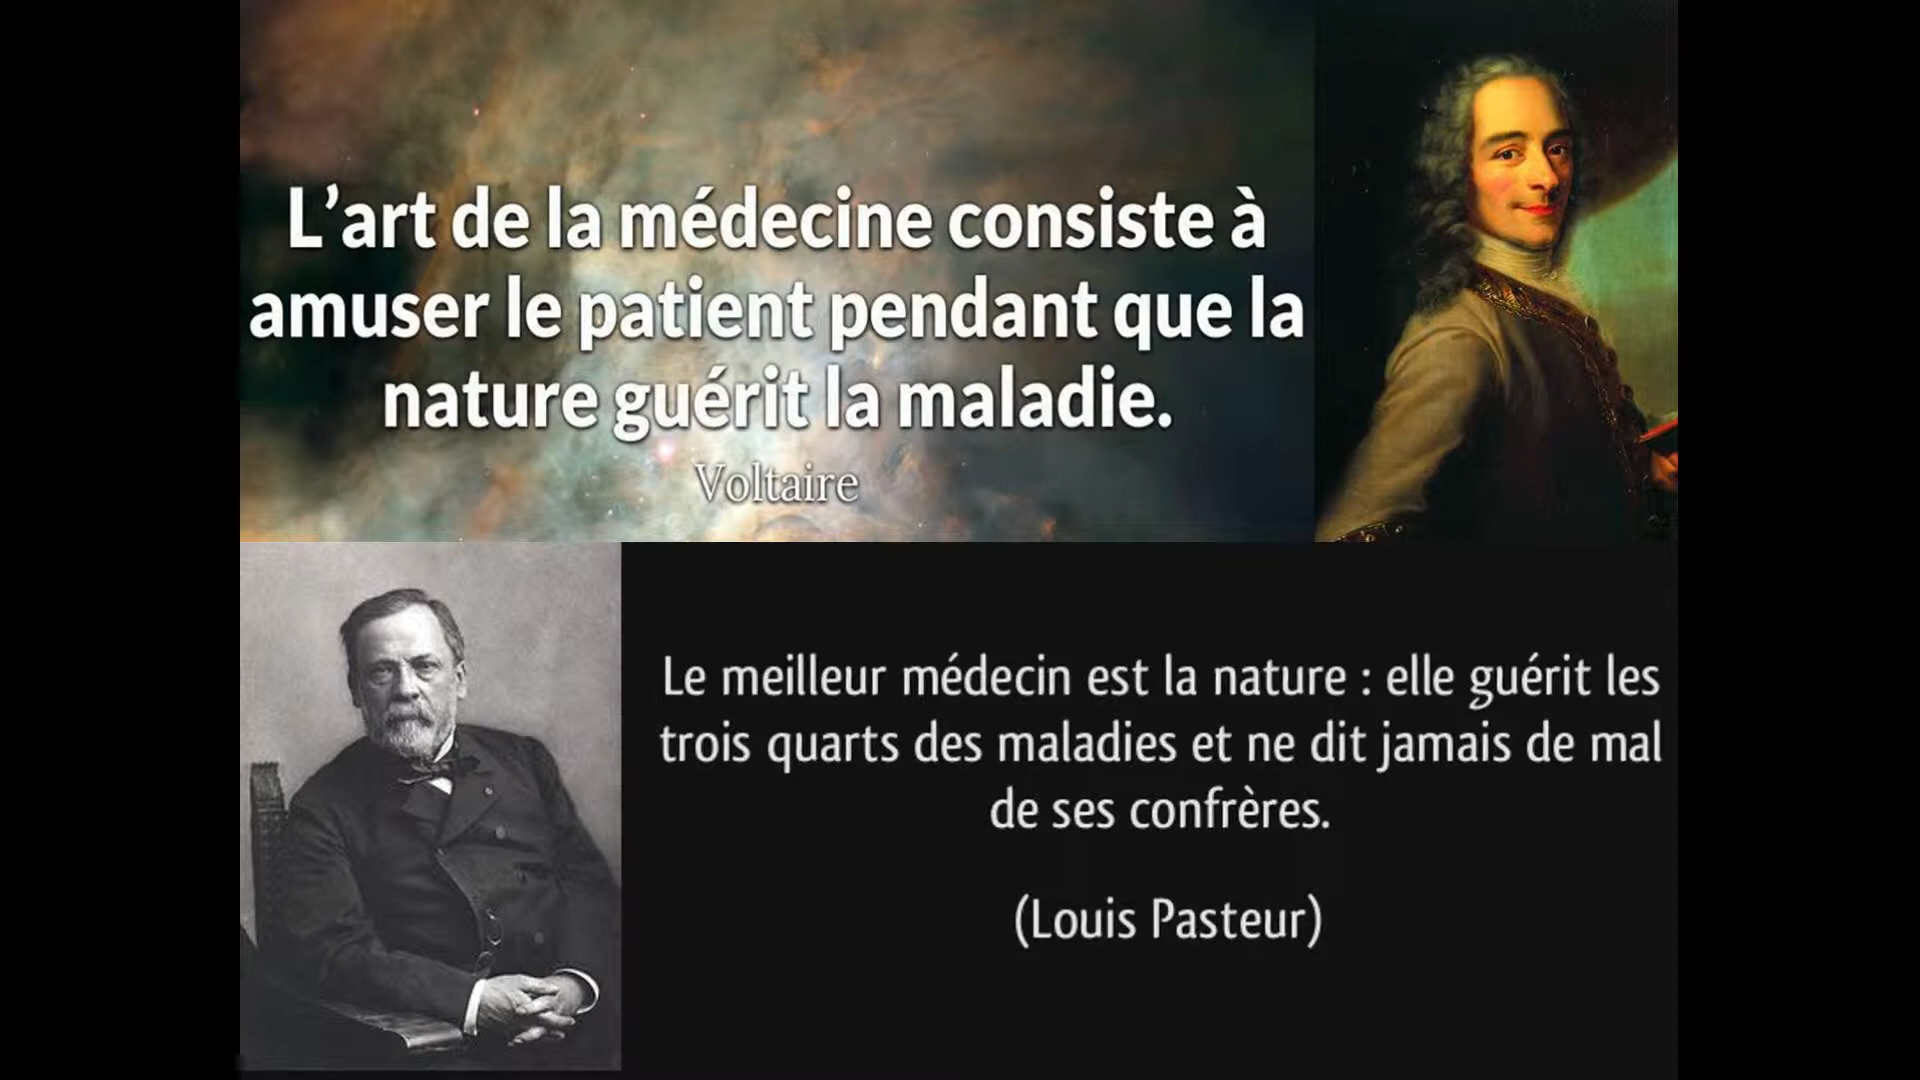 L’art de la médecine consiste à
amuser le patient pendant que la
nature guérit la maladie.
Voltaire
Le meilleur médecin est la nature : elle guérit les
trois quarts des maladies et ne dit jamais de mal
de ses confrères.
(Louis Pasteur)